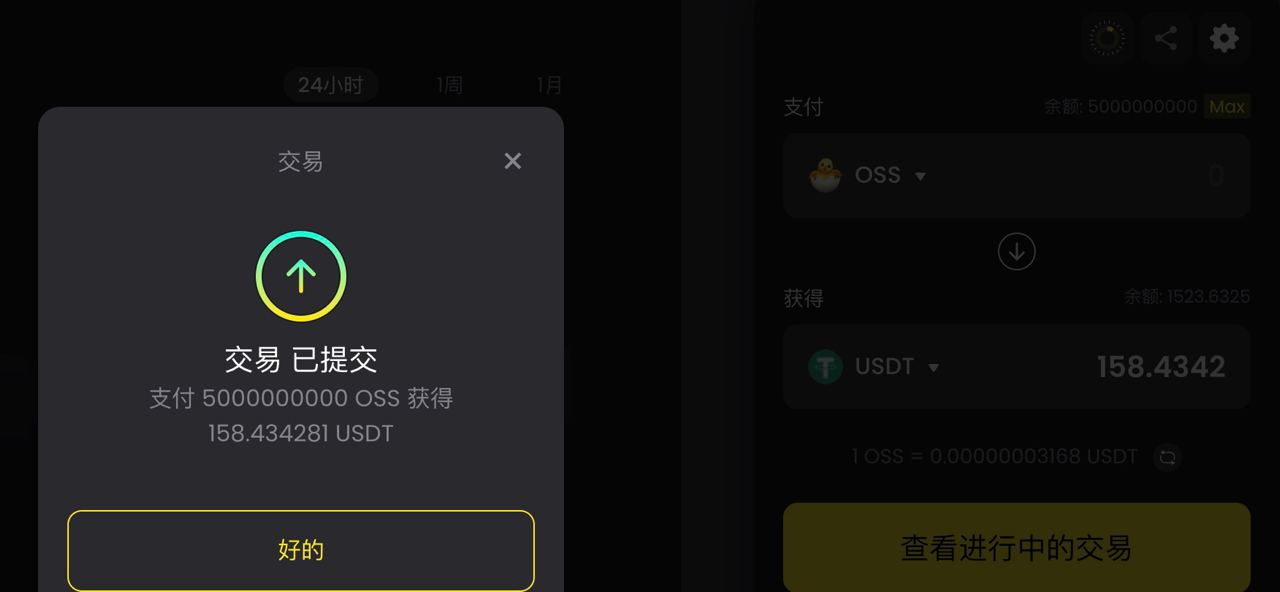 24小时 1周 1月
交易
交易 已提交
支付 5000000000 OSS 获得
158.434281 USDT
好的
支付 余额: 5000000000 Max
OSS 0
获得 余额: 1523.6325
USDT 158.4342
1 OSS = 0.00000003168 USDT
查看进行中的交易